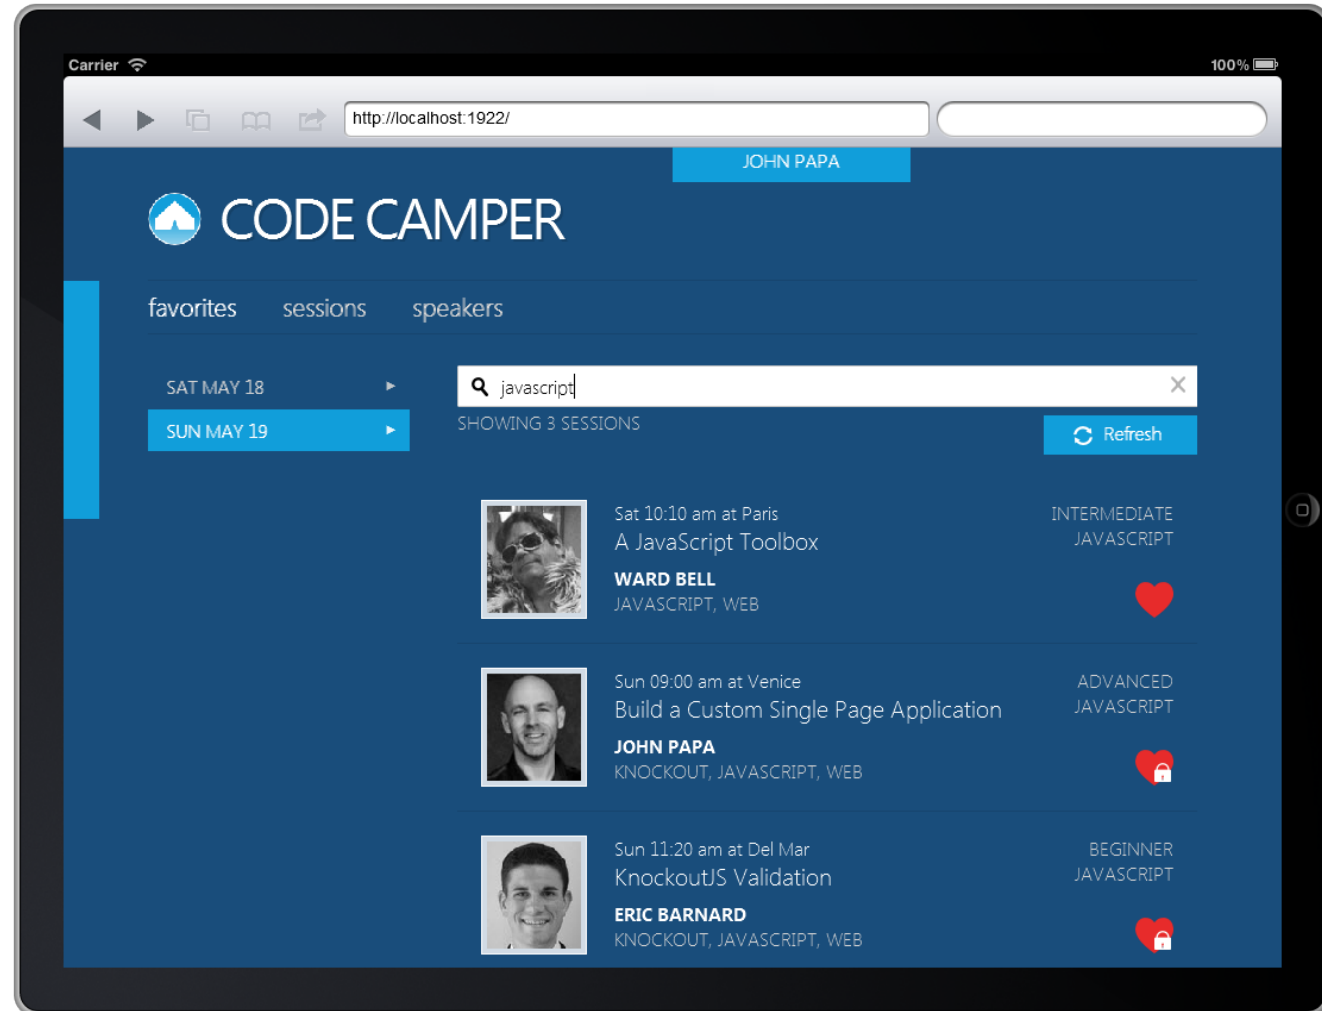 Carrier
100%
http://localhost:1922/
JOHN PAPA
CODE CAMPER
favorites sessions speakers
SAT MAY 18
SUN MAY 19
javascript
SHOWING 3 SESSIONS
Refresh
Sat 10:10 am at Paris
A JavaScript Toolbox
WARD BELL
JAVASCRIPT, WEB
INTERMEDIATE
JAVASCRIPT
Sun 09:00 am at Venice
Build a Custom Single Page Application
JOHN PAPA
KNOCKOUT, JAVASCRIPT, WEB
ADVANCED
JAVASCRIPT
Sun 11:20 am at Del Mar
KnockoutJS Validation
ERIC BARNARD
KNOCKOUT, JAVASCRIPT, WEB
BEGINNER
JAVASCRIPT